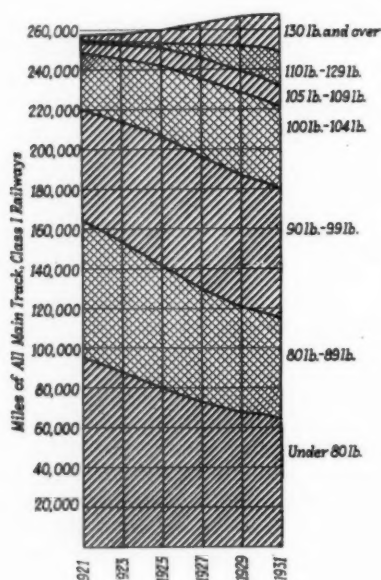 260,000
240,000
220,000
200,000
180,000
160,000
140,000
120,000
100,000
80,000
60,000
40,000
20,000
Miles of All Main Track, Class I Railways
130 lb. and over
110 lb.-129 lb.
105 lb.-109 lb.
100 lb.-104 lb.
90 lb.-99 lb.
80 lb.-89 lb.
Under 80 lb.
1921
1923
1925
1927
1929
1931